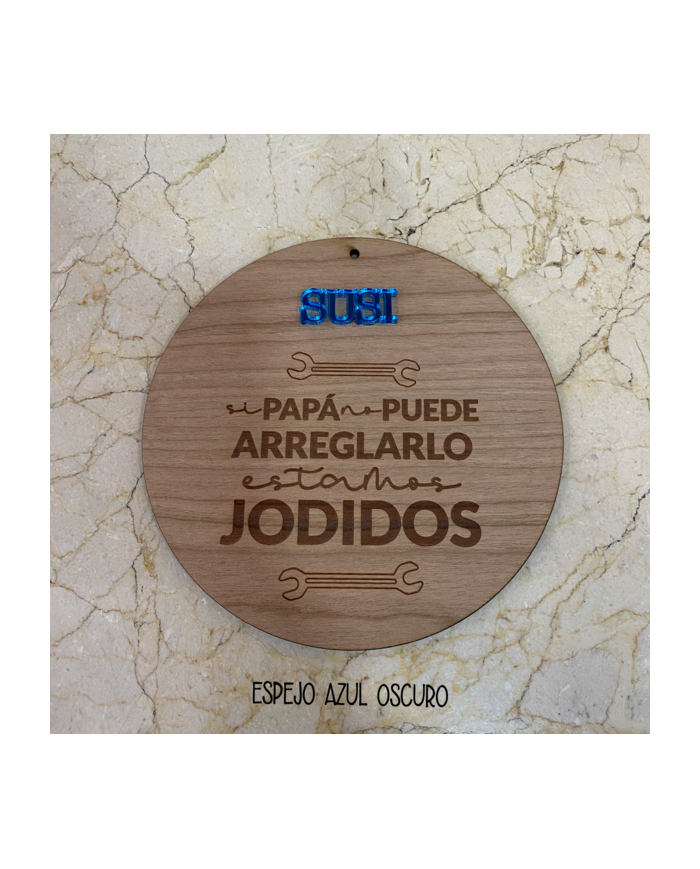 SUSI
si PAPÁ no PUEDE
ARREGLARLO
estamos
JODIDOS
ESPEJO AZUL OSCURO